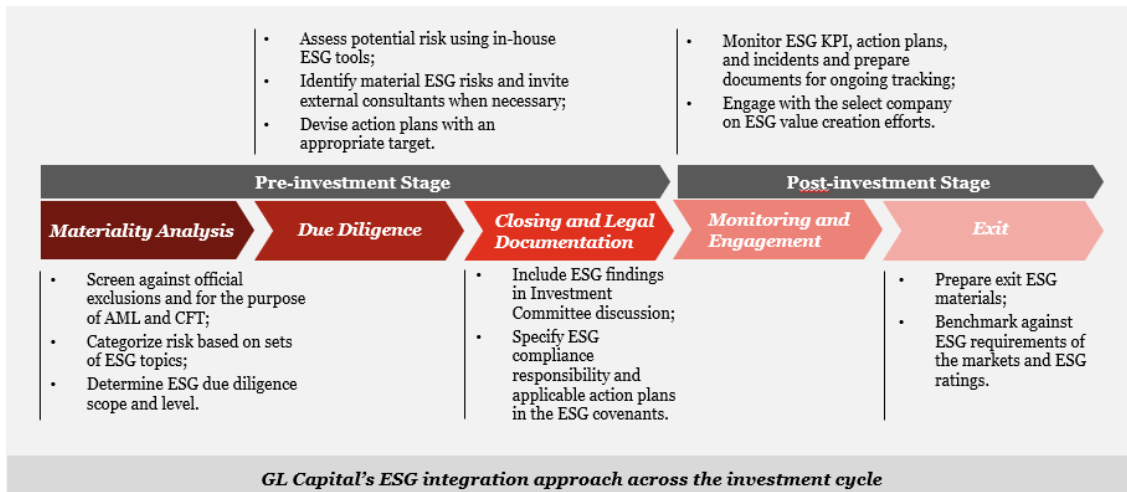 • Assess potential risk using in-house
ESG tools;
• Identify material ESG risks and invite
external consultants when necessary;
• Devise action plans with an
appropriate target.
• Monitor ESG KPI, action plans,
and incidents and prepare
documents for ongoing tracking;
• Engage with the select company
on ESG value creation efforts.
Pre-investment Stage
Post-investment Stage
Materiality Analysis
Due Diligence
Closing and Legal
Documentation
Monitoring and
Engagement
Exit
• Screen against official
exclusions and for the purpose
of AML and CFT;
• Categorize risk based on sets
of ESG topics;
• Determine ESG due diligence
scope and level.
• Include ESG findings
in Investment
Committee discussion;
• Specify ESG
compliance
responsibility and
applicable action plans
in the ESG covenants.
• Prepare exit ESG
materials;
• Benchmark against
ESG requirements of
the markets and ESG
ratings.
GL Capital's ESG integration approach across the investment cycle